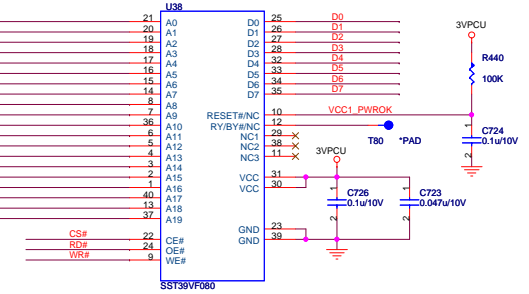 U38
21 A0 D0 25 D0
20 A1 D1 26 D1
19 A2 D2 27 D2
18 A3 D3 28 D3
17 A4 D4 32 D4
16 A5 D5 33 D5
15 A6 D6 34 D6
14 A7 D7 35 D7
8 A8
7 A9 RESET#/NC 10 VCC1_PWROK
36 A10 RY/BY#/NC 12
6 A11 NC1 29
5 A12 NC2 38
4 A13 NC3 11
3 A14
2 A15 VCC 31
1 A16 VCC 30
40 A17
13 A18
37 A19 GND 23
CS# 22 CE# GND 39
RD# 24 OE#
WR# 9 WE#
SST39VF080
3VPCU
R440
100K
T80 *PAD
1
C724
0.1u/10V
2
3VPCU
1 1
C726 C723
0.1u/10V 0.047u/10V
2 2